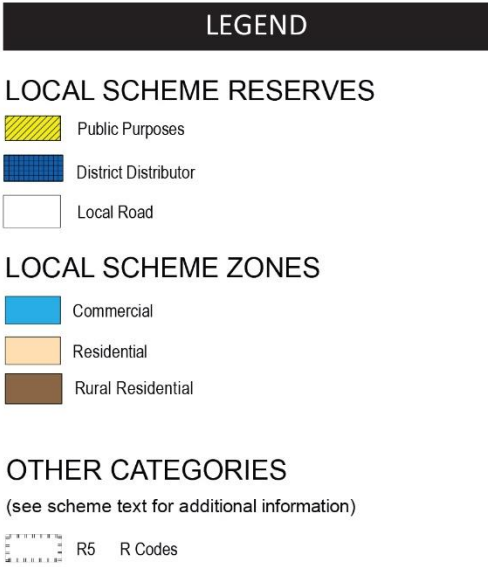 LEGEND
LOCAL SCHEME RESERVES
Public Purposes
District Distributor
Local Road
LOCAL SCHEME ZONES
Commercial
Residential
Rural Residential
OTHER CATEGORIES
(see scheme text for additional information)
R5 R Codes